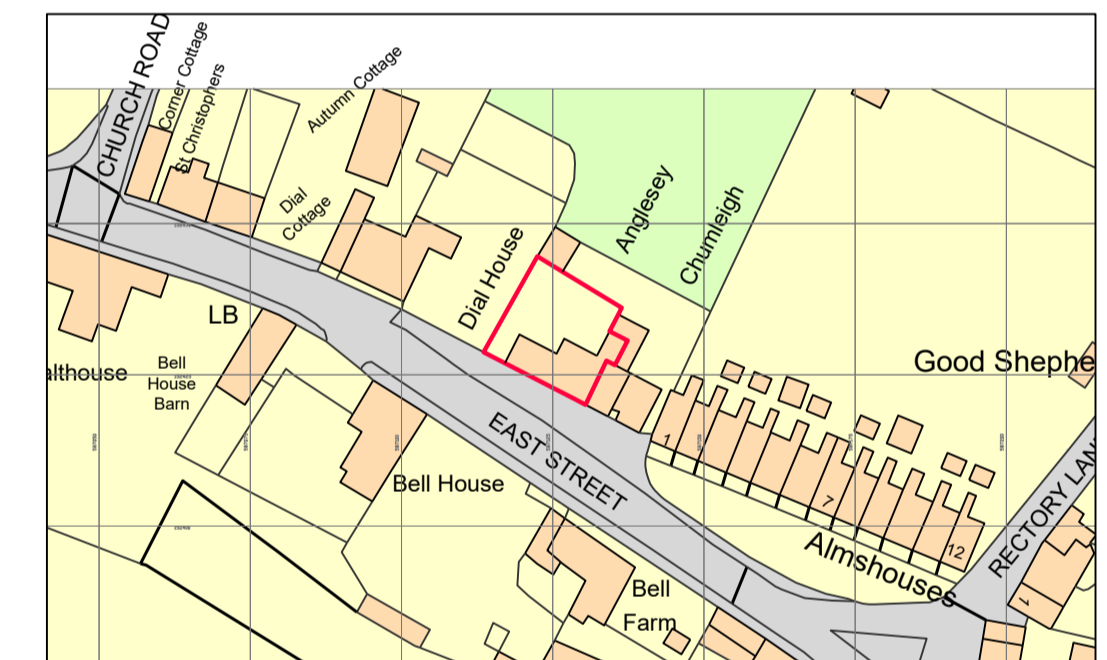 CHURCH ROAD
Corner Cottage
St Christophers
Autumn Cottage
Dial
Cottage
Dial House
Anglesey
Chumleigh
LB
althouse
Bell
House
Barn
Good Shephe
EAST STREET
Bell House
1
7
12
Almshouses
RECTORY LAN
1
Bell
Farm